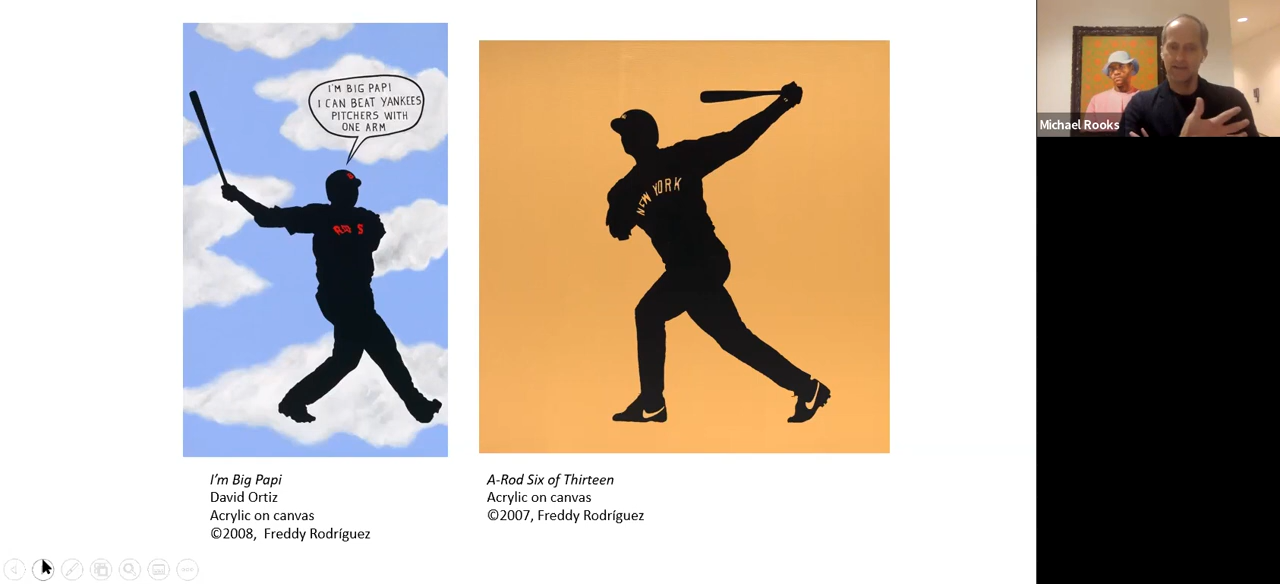 I'M BIG PAPI
I CAN BEAT YANKEES
PITCHERS WITH
ONE ARM
RED S
NEW YORK
Michael Rooks
I'm Big Papi
David Ortiz
Acrylic on canvas
©2008, Freddy Rodríguez
A-Rod Six of Thirteen
Acrylic on canvas
©2007, Freddy Rodríguez